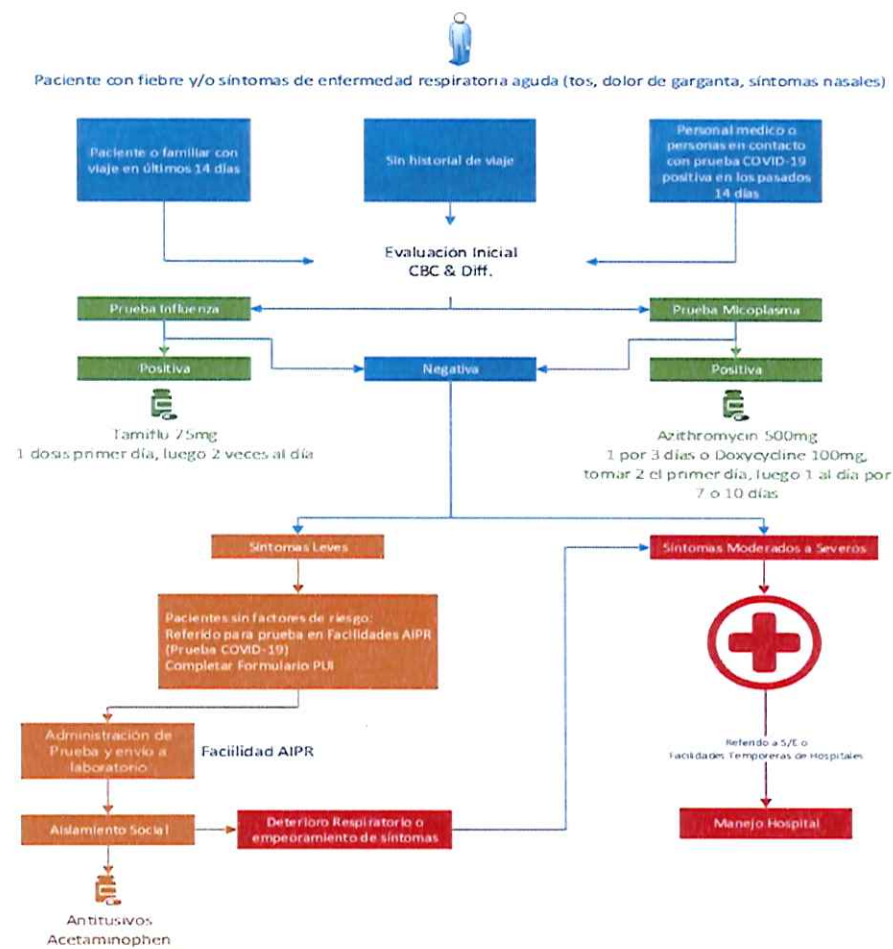 Paciente con fiebre y/o síntomas de enfermedad respiratoria aguda (tos, dolor de garganta, síntomas nasales)
Paciente o familiar con
viaje en últimos 14 días
Sin historial de viaje
Personal medico o
personas en contacto
con prueba COVID-19
positiva en los pasados
14 días
Evaluación Inicial
CBC & Diff.
Prueba Influenza
Prueba Micoplasma
Positiva
Negativa
Positiva
Tamiflu 75mg
1 dosis primer día, luego 2 veces al día
Azithromycin 500mg
1 por 3 días o Doxycycline 100mg,
tomar 2 el primer día, luego 1 al día por
7 o 10 días
Síntomas Leves
Síntomas Moderados a Severos
Pacientes sin factores de riesgo:
Referido para prueba en Facilidades AIPR
(Prueba COVID-19)
Completar Formulario PUI
Administración de
Prueba y envío a
laboratorio
Faciilidad AIPR
Referido a S/E o
Facilidades Temporeras de Hospitales
Aislamiento Social
Deterioro Respiratorio o
empeoramiento de síntomas
Manejo Hospital
Antitusivos
Acetaminophen